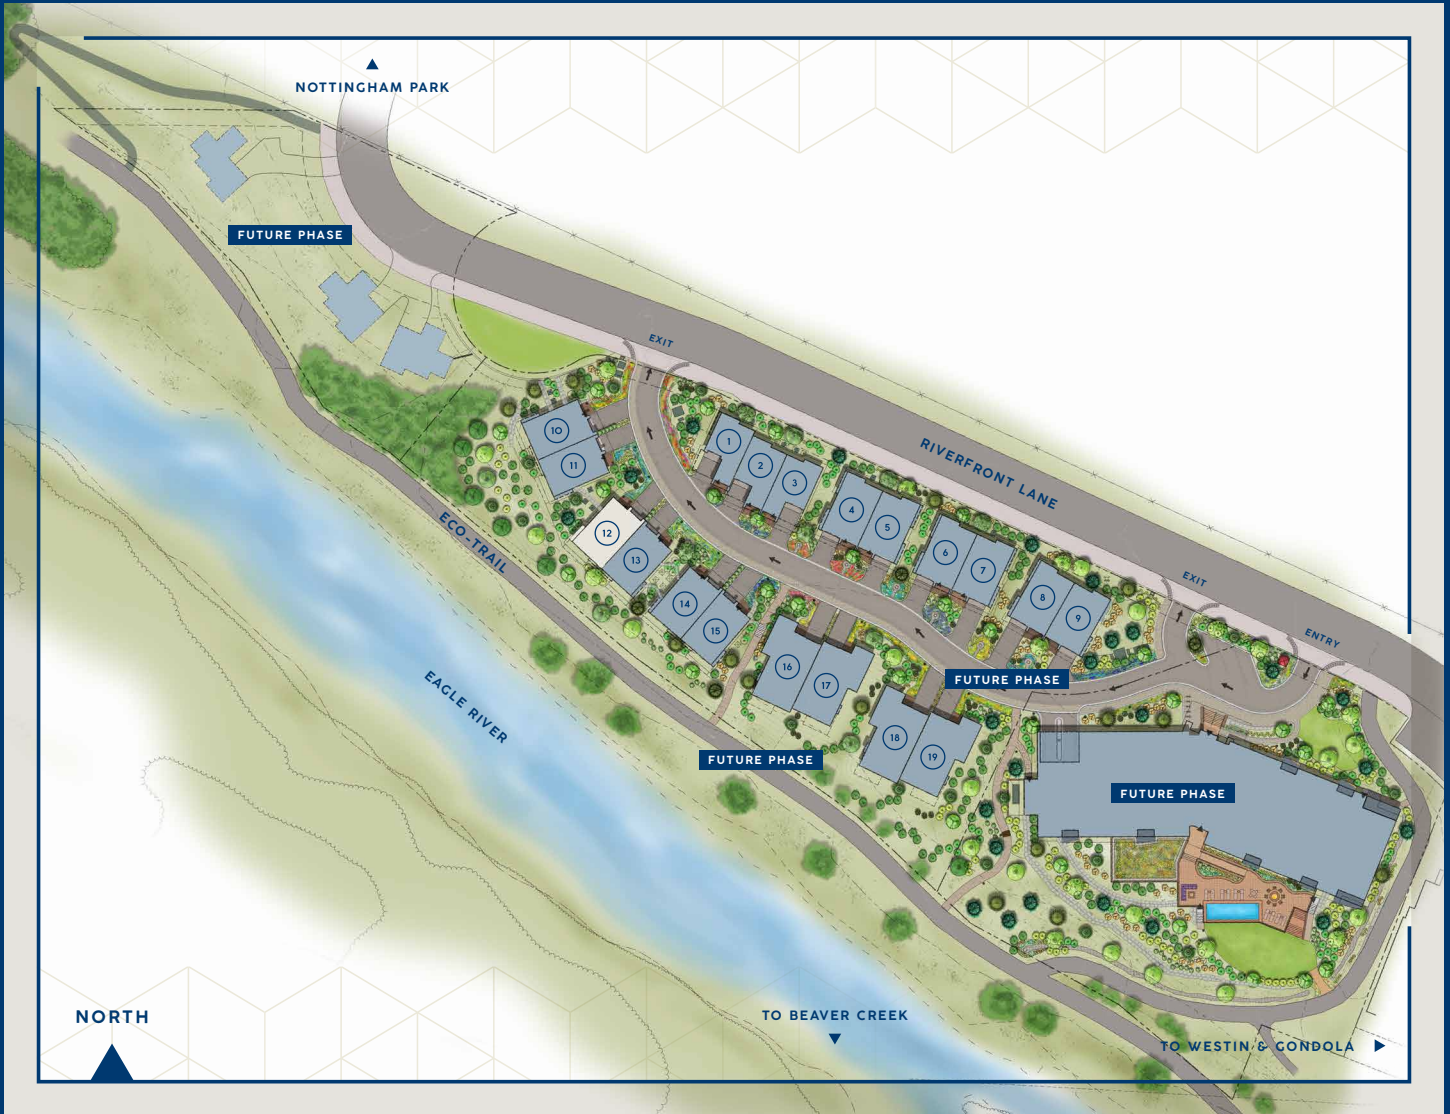 NOTTINGHAM PARK
FUTURE PHASE
EXIT
RIVERFRONT LANE
10
11
1
2
3
4
5
6
7
8
9
12
13
14
15
16
17
18
19
ECO-TRAIL
EXIT
ENTRY
FUTURE PHASE
EAGLE RIVER
FUTURE PHASE
FUTURE PHASE
NORTH
TO BEAVER CREEK
TO WESTIN & GONDOLA